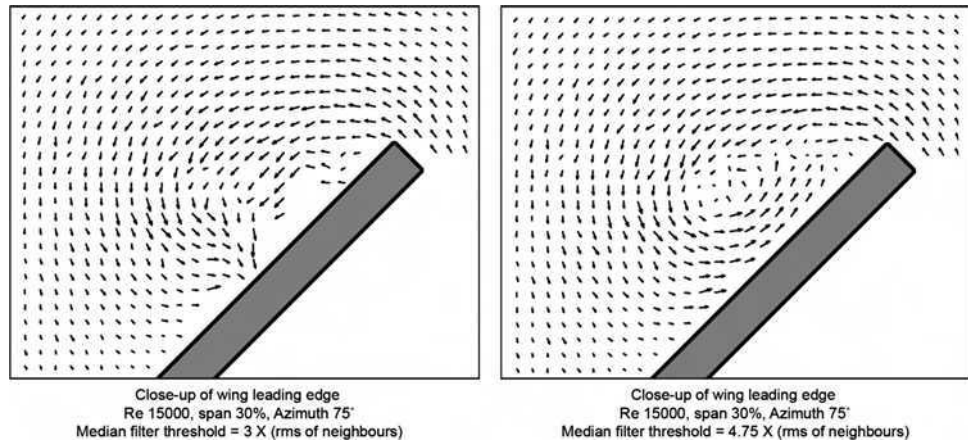 Close-up of wing leading edge
Re 15000, span 30%, Azimuth 75°
Median filter threshold = 3 X (rms of neighbours)
Close-up of wing leading edge
Re 15000, span 30%, Azimuth 75°
Median filter threshold = 4.75 X (rms of neighbours)